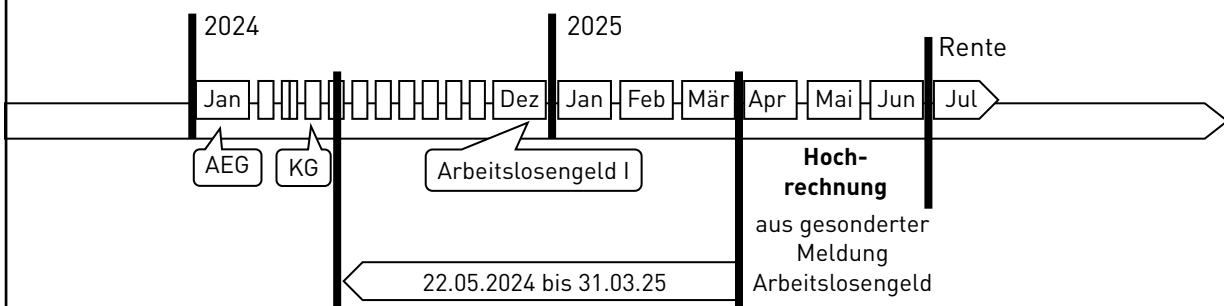 2024
2025
Rente
Jan
Dez
Jan
Feb
Mär
Apr
Mai
Jun
Jul
AEG
KG
Arbeitslosengeld I
Hoch-
rechnung
aus gesonderter
Meldung
Arbeitslosengeld
22.05.2024 bis 31.03.25